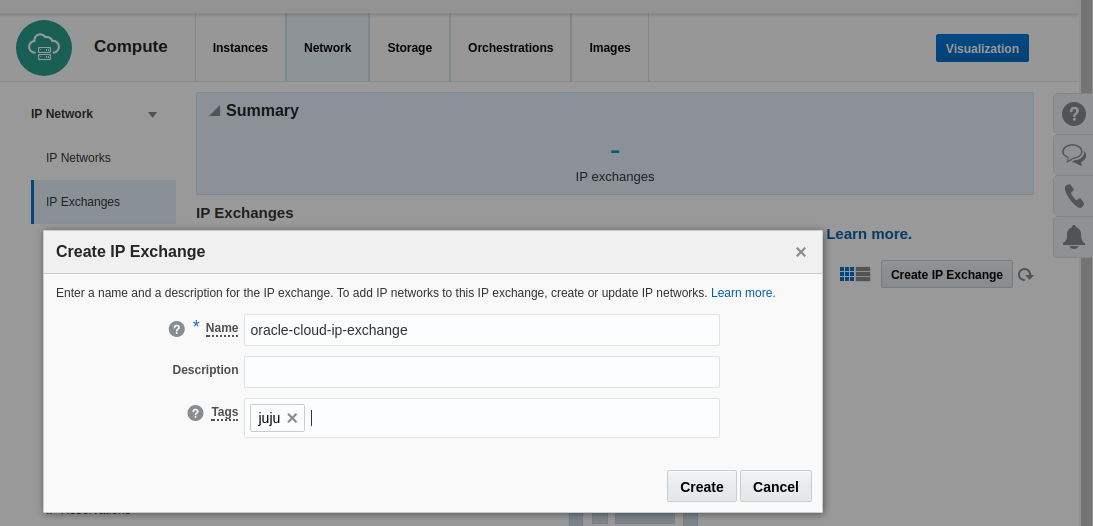 Compute
Instances
Network
Storage
Orchestrations
Images
Visualization
IP Network
IP Networks
IP Exchanges
Summary
-
IP exchanges
IP Exchanges
Learn more.
Create IP Exchange
Create IP Exchange
Enter a name and a description for the IP exchange. To add IP networks to this IP exchange, create or update IP networks. Learn more.
* Name
oracle-cloud-ip-exchange
Description
Tags
juju
Create
Cancel